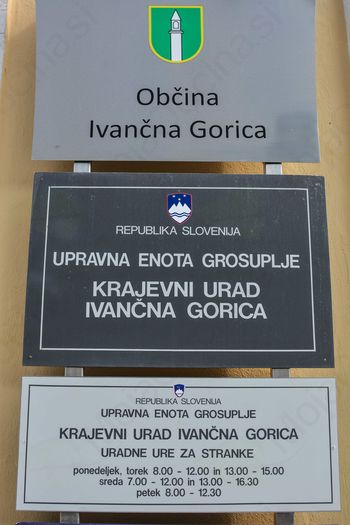 Občina
Ivančna Gorica
REPUBLIKA SLOVENIJA
UPRAVNA ENOTA GROSUPLJE
KRAJEVNI URAD
IVANČNA GORICA
REPUBLIKA SLOVENIJA
UPRAVNA ENOTA GROSUPLJE
KRAJEVNI URAD IVANČNA GORICA
URADNE URE ZA STRANKE
ponedeljek, torek 8.00 - 12.00 in 13.00 - 15.00
sreda 7.00 - 12.00 in 13.00 - 16.30
petek 8.00 - 12.30